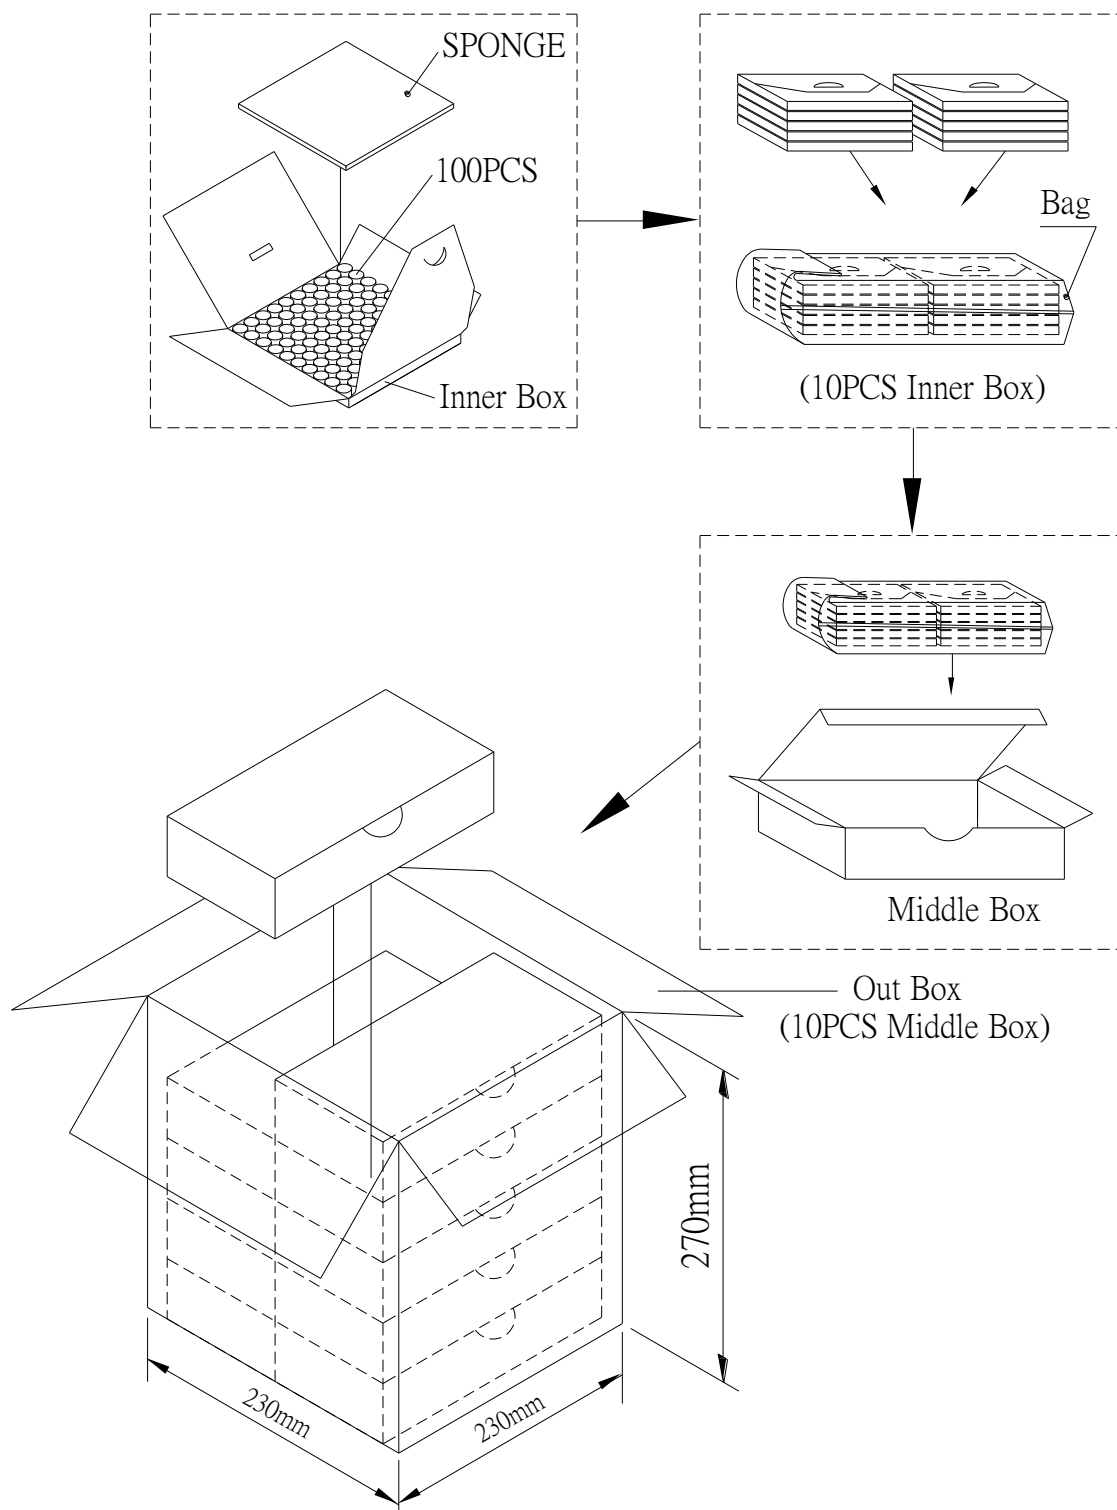 SPONGE
100PCS
Inner Box
Bag
(10PCS Inner Box)
Middle Box
Out Box
(10PCS Middle Box)
270mm
230mm
230mm